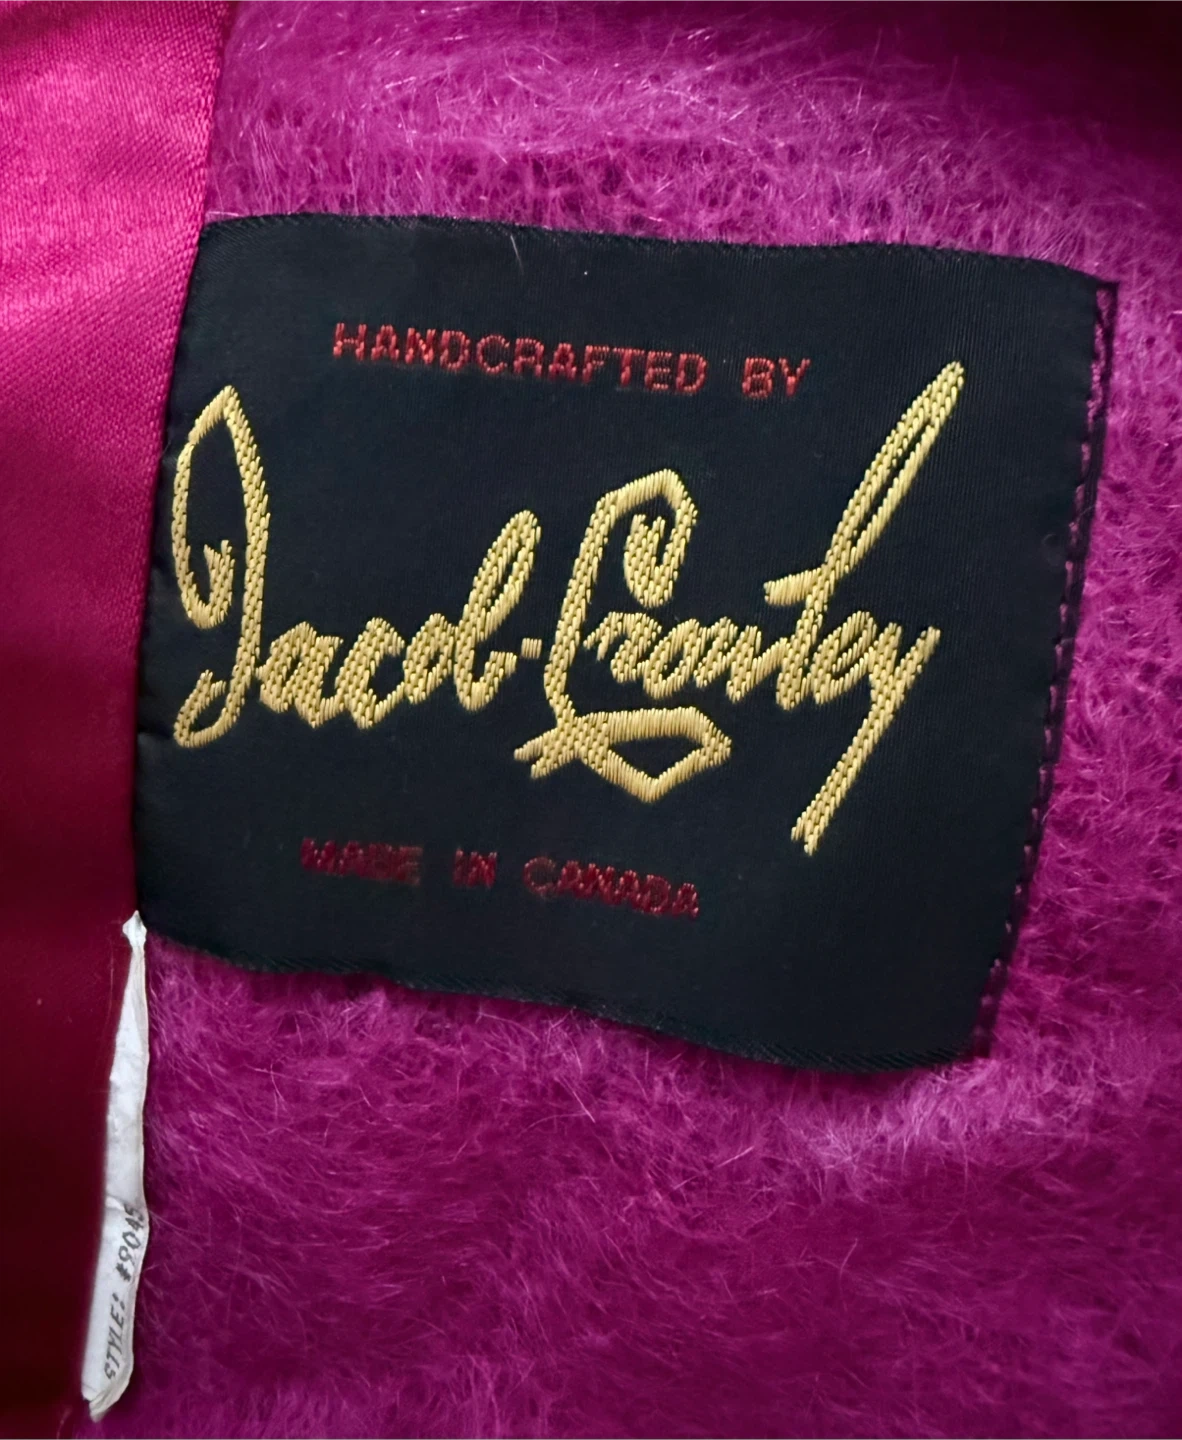 HANDCRAFTED BY
Jacob-Crowley
MADE IN CANADA
STYLE: #9045